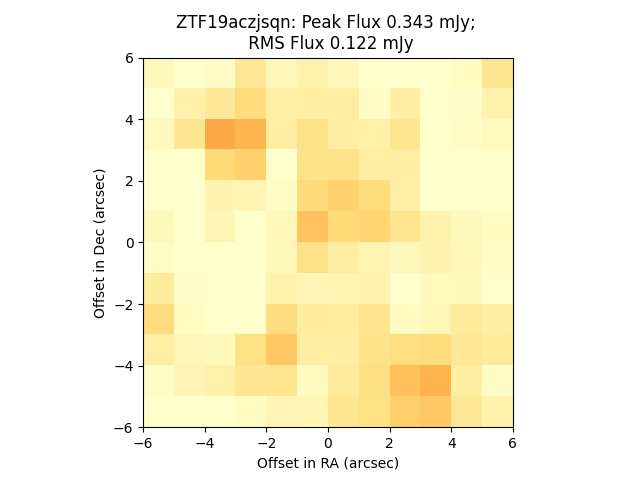 ZTF19aczjsqn: Peak Flux 0.343 mJy;
RMS Flux 0.122 mJy
6
4
2
0
−2
−4
−6
Offset in Dec (arcsec)
−6 −4 −2 0 2 4 6
Offset in RA (arcsec)